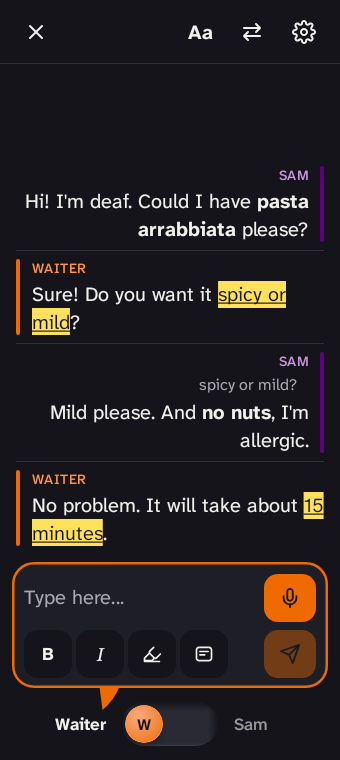 Aa
SAM
Hi! I'm deaf. Could I have pasta
arrabbiata please?
WAITER
Sure! Do you want it spicy or
mild?
SAM
spicy or mild?
Mild please. And no nuts, I'm
allergic.
WAITER
No problem. It will take about 15
minutes.
Type here...
B I
Waiter W Sam